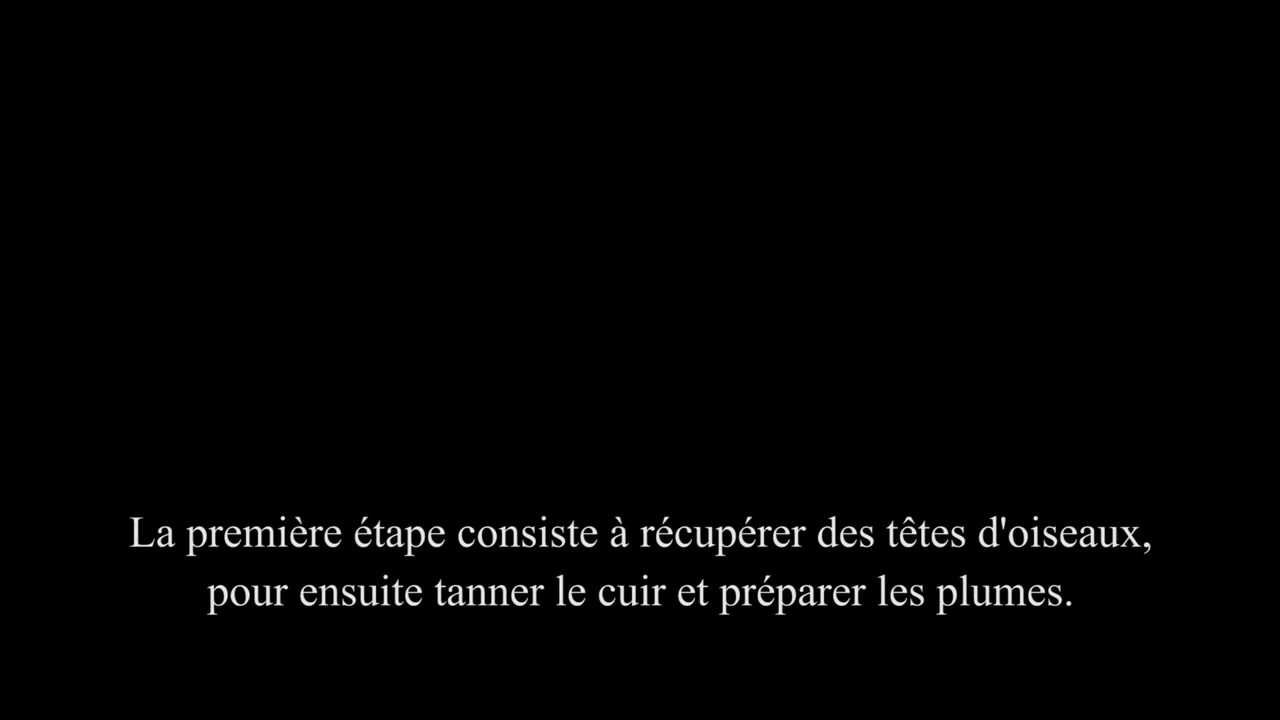 La première étape consiste à récupérer des têtes d'oiseaux,
pour ensuite tanner le cuir et préparer les plumes.